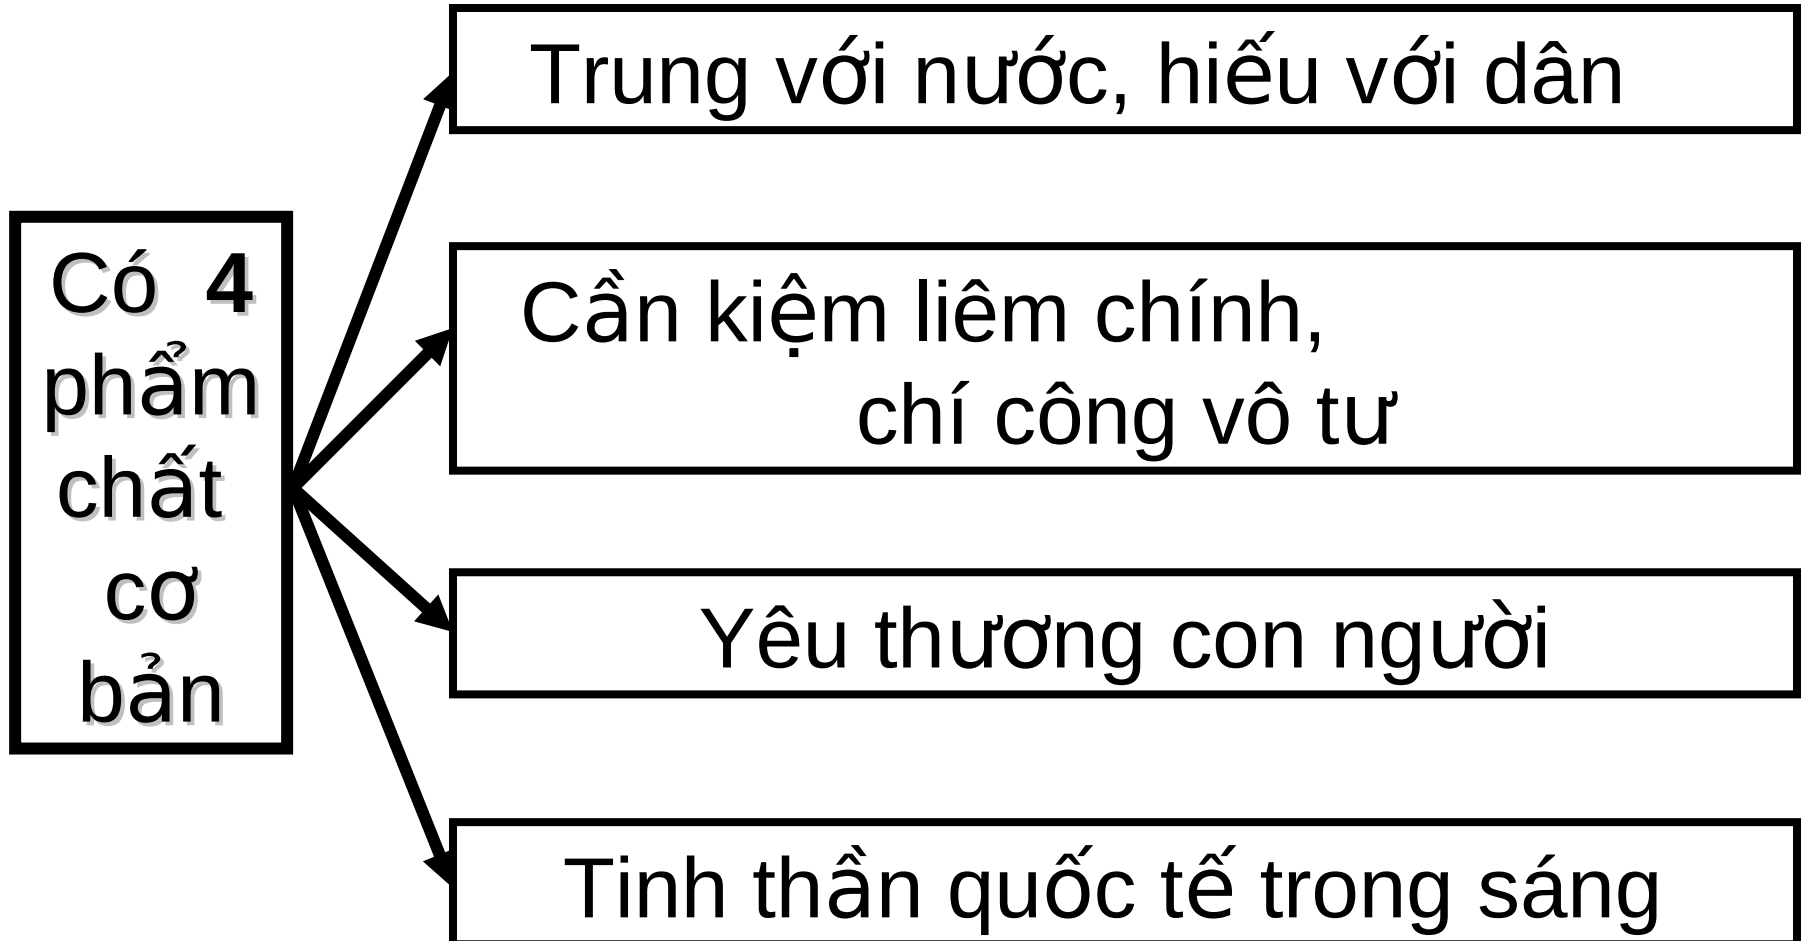 Có 4
phẩm
chất
cơ
bản
Trung với nước, hiếu với dân
Cần kiệm liêm chính,
chí công vô tư
Yêu thương con người
Tinh thần quốc tế trong sáng